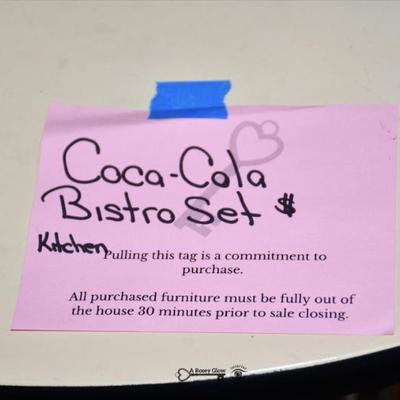 Coca-Cola
Bistro Set $
Kitchen
Pulling this tag is a commitment to
purchase.
All purchased furniture must be fully out of
the house 30 minutes prior to sale closing.
A Rosey Glow